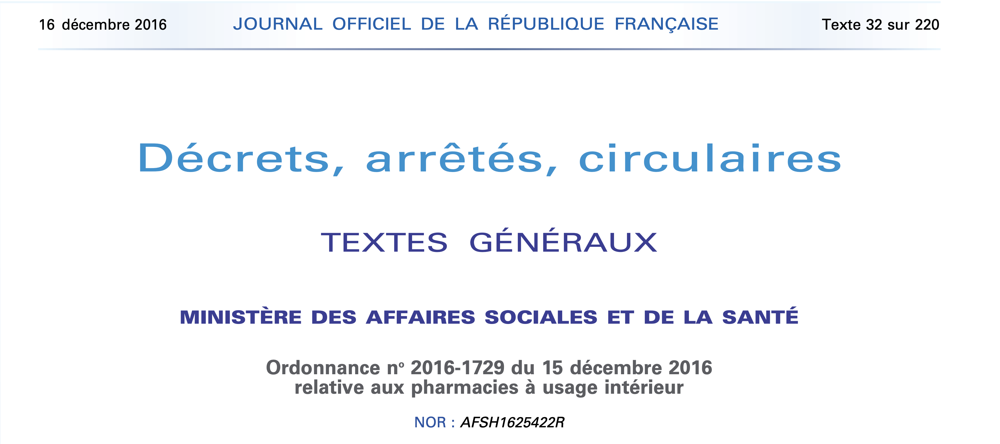 16 décembre 2016 JOURNAL OFFICIEL DE LA RÉPUBLIQUE FRANÇAISE Texte 32 sur 220
Décrets, arrêtés, circulaires
TEXTES GÉNÉRAUX
MINISTÈRE DES AFFAIRES SOCIALES ET DE LA SANTÉ
Ordonnance nº 2016-1729 du 15 décembre 2016
relative aux pharmacies à usage intérieur
NOR : AFSH1625422R